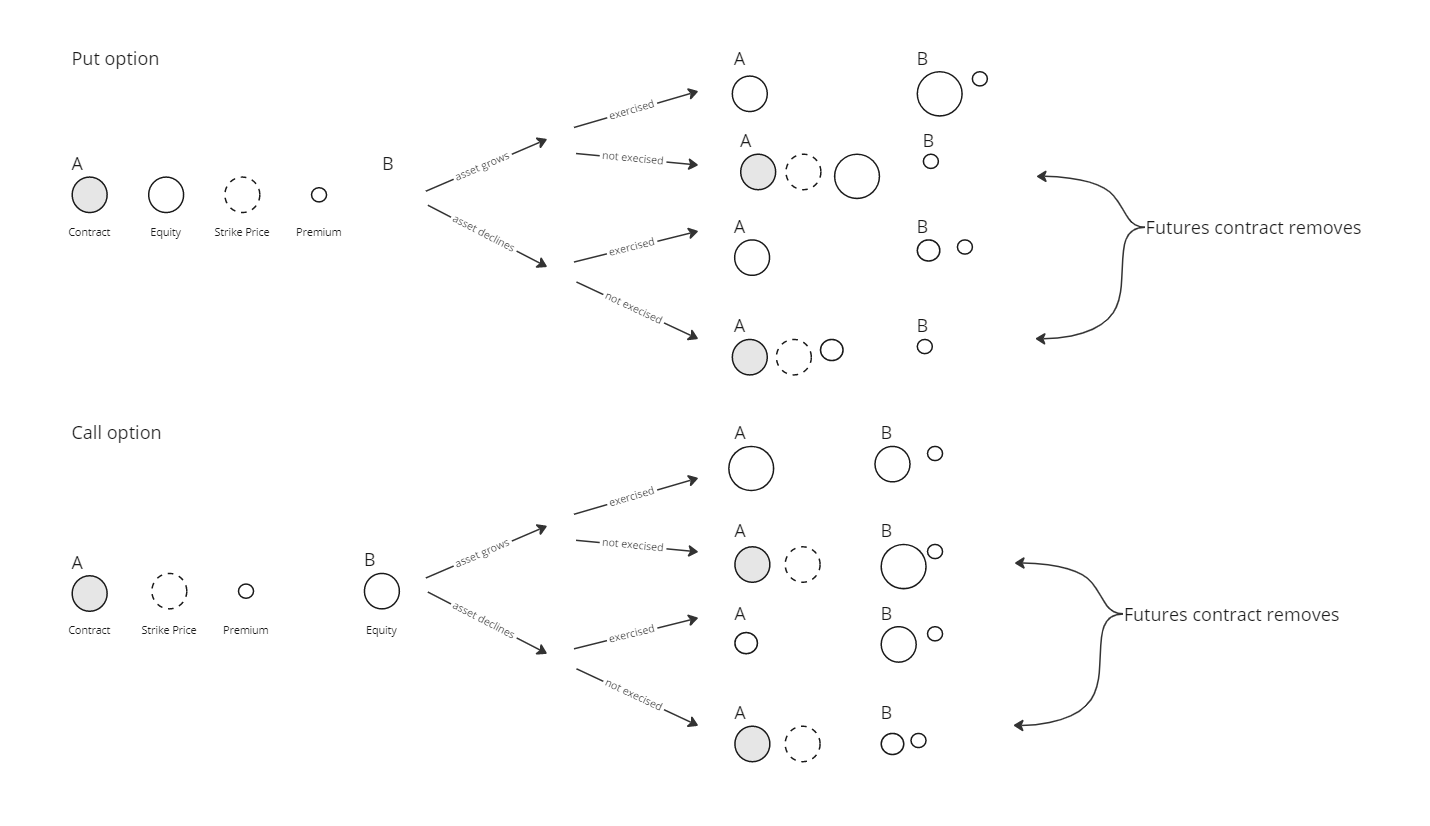 Put option
A
B
Contract
Equity
Strike Price
Premium
asset grows
asset declines
exercised
not execised
exercised
not execised
A
B
A
B
A
B
A
B
Futures contract removes
Call option
A
B
Contract
Strike Price
Premium
Equity
asset grows
asset declines
exercised
not execised
exercised
not execised
A
B
A
B
A
B
A
B
Futures contract removes